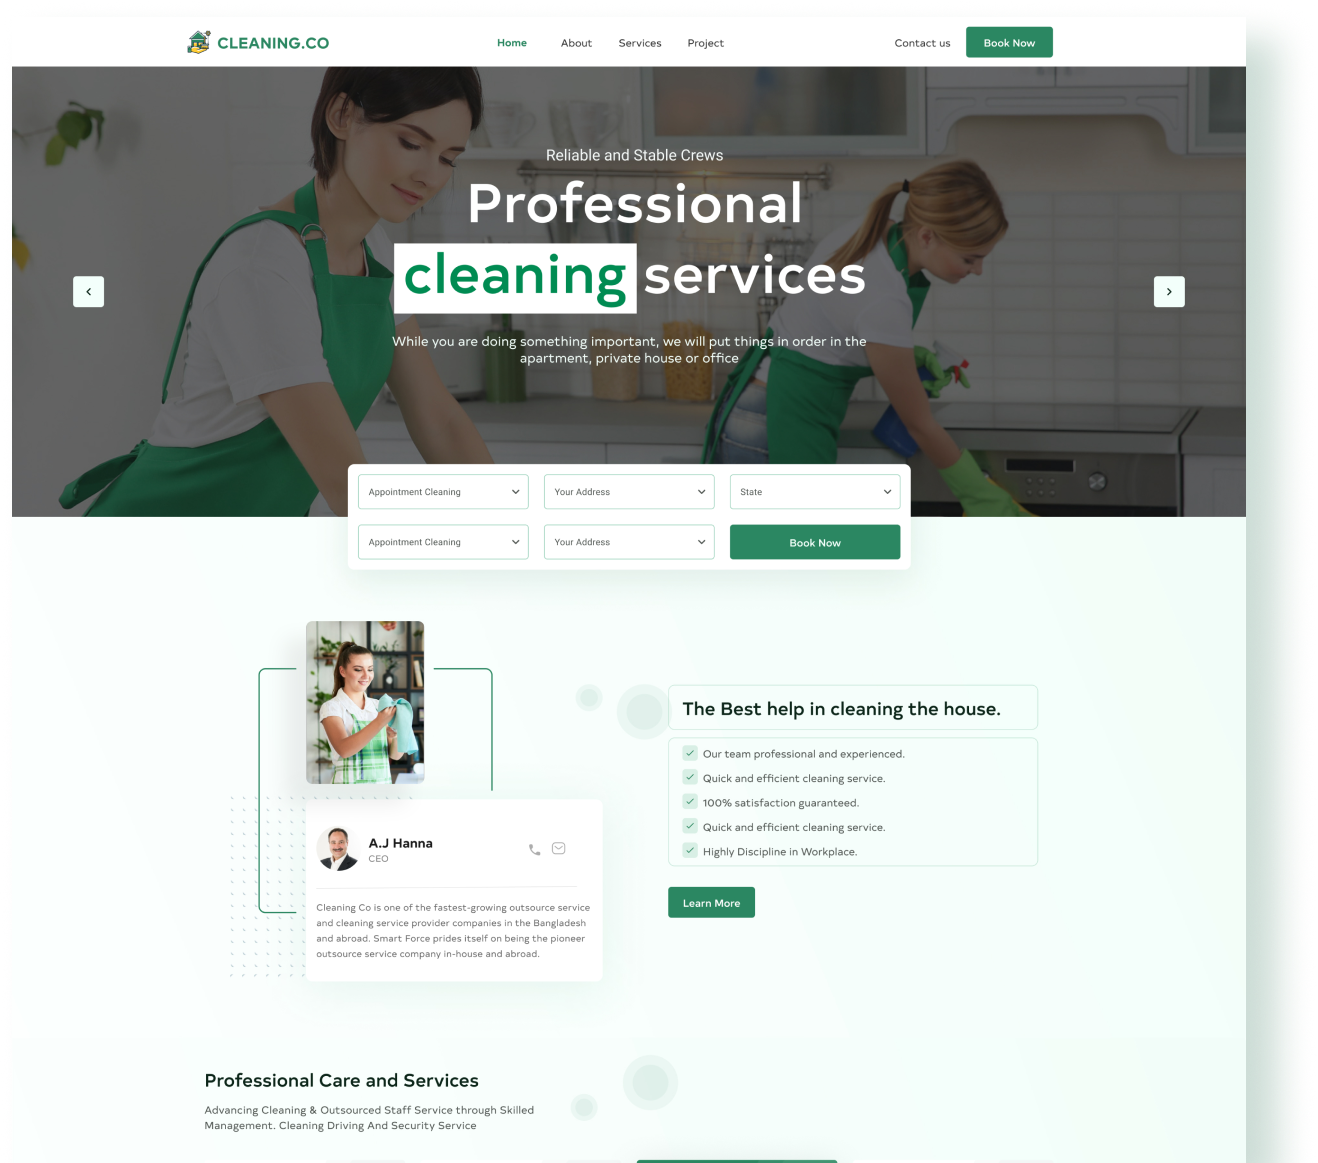 CLEANING.CO
Home About Services Project Contact us Book Now
Reliable and Stable Crews
Professional
cleaning services
While you are doing something important, we will put things in order in the
apartment, private house or office
Appointment Cleaning Your Address State
Appointment Cleaning Your Address Book Now
The Best help in cleaning the house.
Our team professional and experienced.
Quick and efficient cleaning service.
100% satisfaction guaranteed.
Quick and efficient cleaning service.
Highly Discipline in Workplace.
Learn More
A.J Hanna
CEO
Cleaning Co is one of the fastest-growing outsource service
and cleaning service provider companies in the Bangladesh
and abroad. Smart Force prides itself on being the pioneer
outsource service company in-house and abroad.
Professional Care and Services
Advancing Cleaning & Outsourced Staff Service through Skilled
Management. Cleaning Driving And Security Service